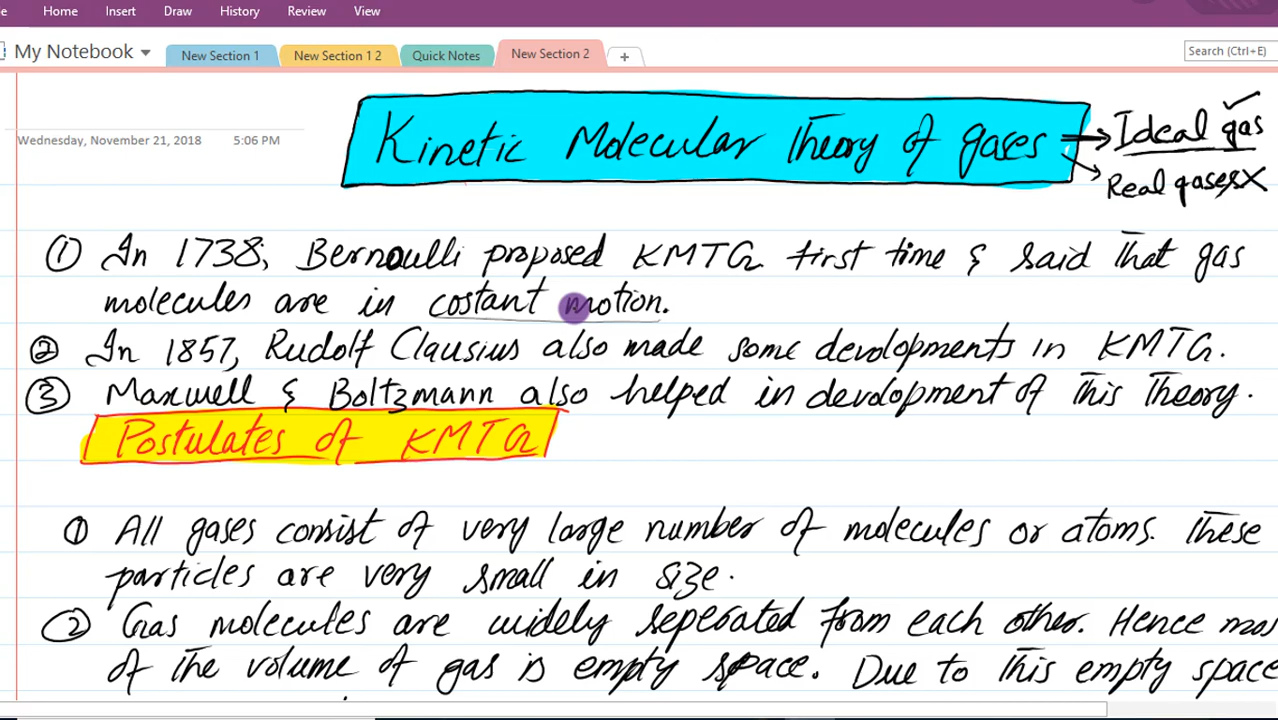 Home Insert Draw History Review View
My Notebook New Section 1 New Section 1 2 Quick Notes New Section 2 + Search (Ctrl+E)
Kinetic Molecular Theory of gases
Ideal gas
Real gases
Wednesday, November 21, 2018 5:06 PM
① In 1738, Bernoulli proposed KMTG first time & said that gas
molecules are in costant motion.
② In 1857, Rudolf Clausius also made some devolopments in KMTG.
③ Maxwell & Boltzmann also helped in devolopment of this Theory.
Postulates of KMTG
① All gases consist of very large number of molecules or atoms. These
particles are very small in size.
② Gas molecules are widely seperated from each other. Hence mos
of the volume of gas is empty space. Due to this empty space